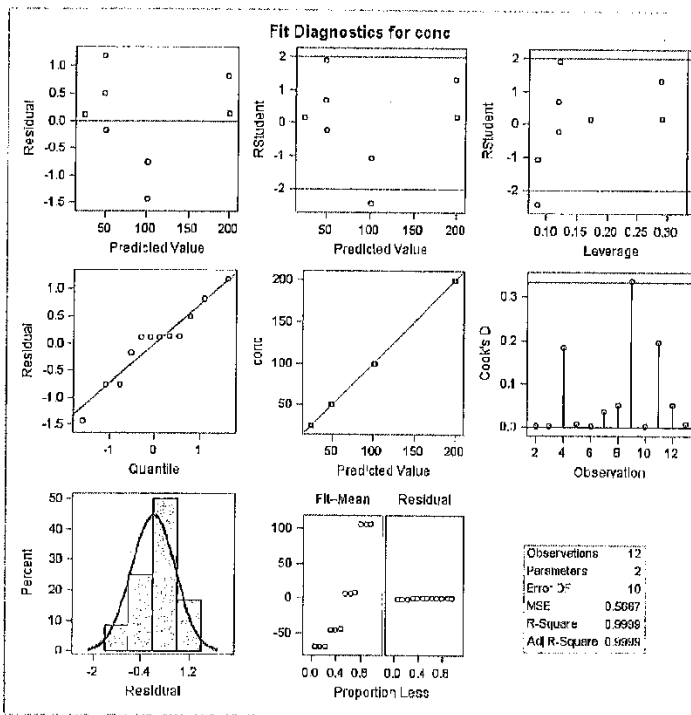 Fit Diagnostics for conc
Residual
1.0
0.5
0.0
-0.5
-1.0
-1.5
50 100 150 200
Predicted Value
RStudent
2
1
0
-1
-2
50 100 150 200
Predicted Value
RStudent
2
1
0
-1
-2
0.10 0.15 0.20 0.25 0.30
Leverage
Residual
1.0
0.5
0.0
-0.5
-1.0
-1.5
-1 0 1
Quantile
conc
200
150
100
50
50 100 150 200
Predicted Value
Cook's D
0.3
0.2
0.1
0.0
2 4 6 8 10 12
Observation
Percent
50
40
30
20
10
0
-2 -0.4 1.2
Residual
Fit–Mean Residual
100
50
0
-50
0.0 0.4 0.8 0.0 0.4 0.8
Proportion Less
Observations 12
Parameters 2
Error DF 10
MSE 0.5667
R-Square 0.9999
Adj R-Square 0.9999